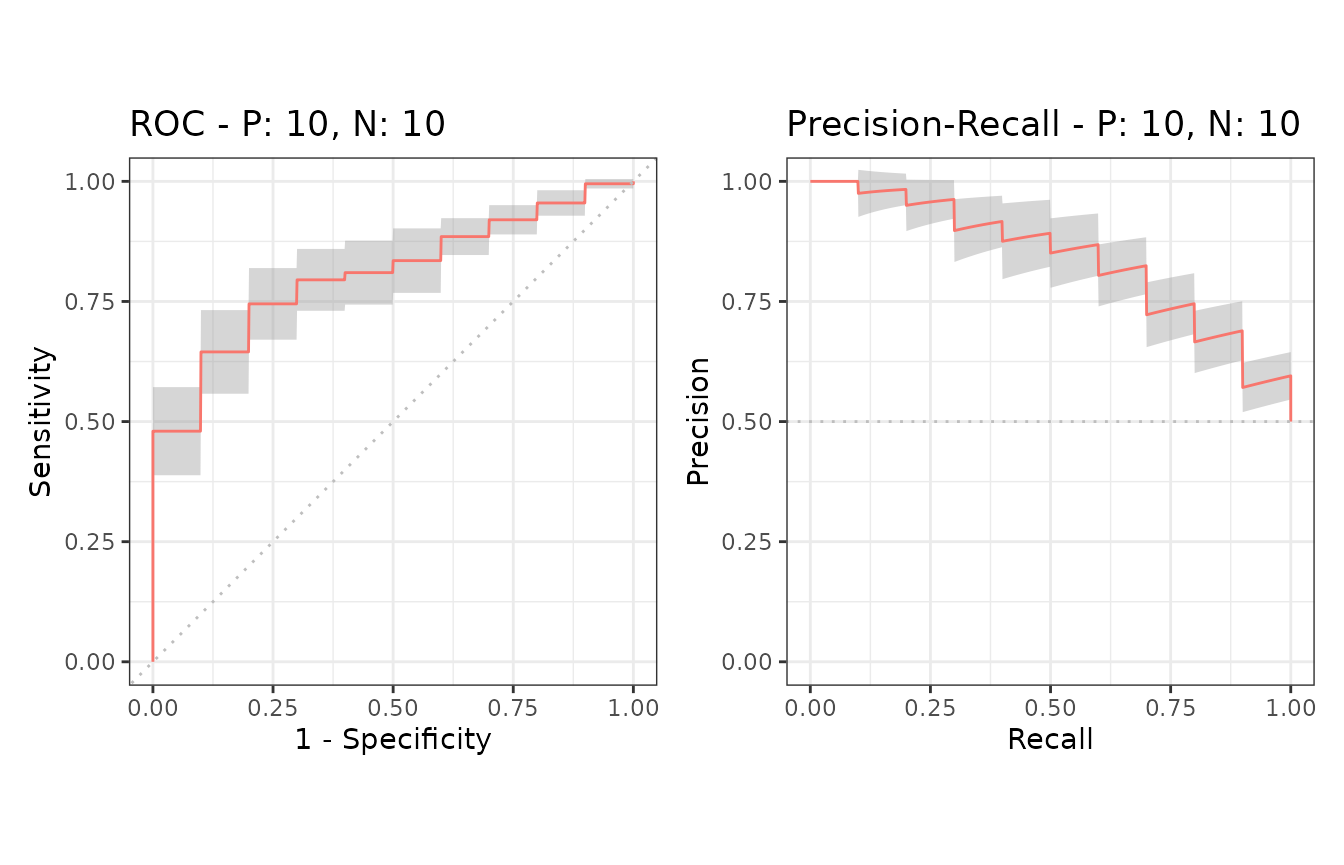 ROC - P: 10, N: 10
1.00
0.75
0.50
0.25
0.00
Sensitivity
0.00 0.25 0.50 0.75 1.00
1 - Specificity
Precision-Recall - P: 10, N: 10
1.00
0.75
0.50
0.25
0.00
Precision
0.00 0.25 0.50 0.75 1.00
Recall